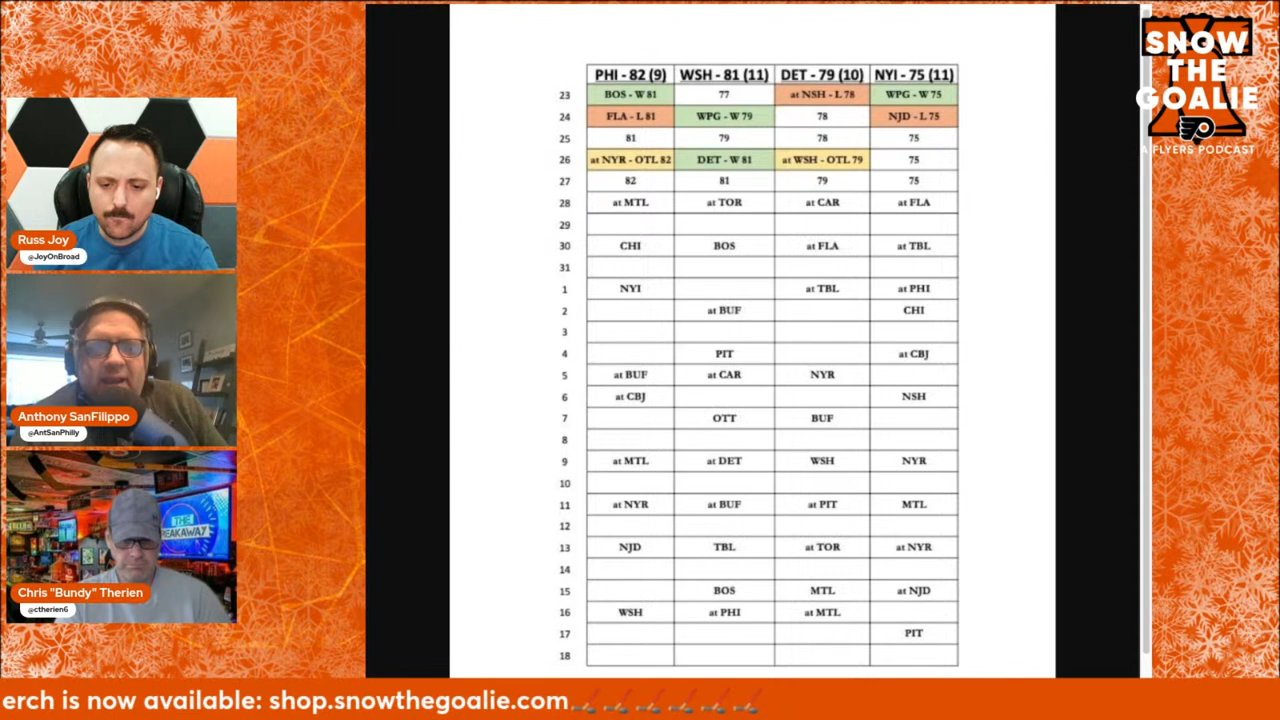 SNOW
THE
GOALIE
A FLYERS PODCAST
PHI - 82 (9) WSH - 81 (11) DET - 79 (10) NYI - 75 (11)
23 BOS - W 81 77 at NSH - L 78 WPG - W 75
24 FLA - L 81 WPG - W 79 78 NJD - L 75
25 81 79 78 75
26 at NYR - OTL 82 DET - W 81 at WSH - OTL 79 75
27 82 81 79 75
28 at MTL at TOR at CAR at FLA
29
30 CHI BOS at FLA at TBL
31
1 NYI at TBL at PHI
2 at BUF CHI
3
4 PIT at CBJ
5 at BUF at CAR NYR
6 at CBJ NSH
7 OTT BUF
8
9 at MTL at DET WSH NYR
10
11 at NYR at BUF at PIT MTL
12
13 NJD TBL at TOR at NYR
14
15 BOS MTL at NJD
16 WSH at PHI at MTL
17 PIT
18
Russ Joy
@JoyOnBroad
Anthony SanFilippo
@AntSanPhilly
THE
REAKAWAY
Chris "Bundy" Therien
@ctherien6
erch is now available: shop.snowthegoalie.com